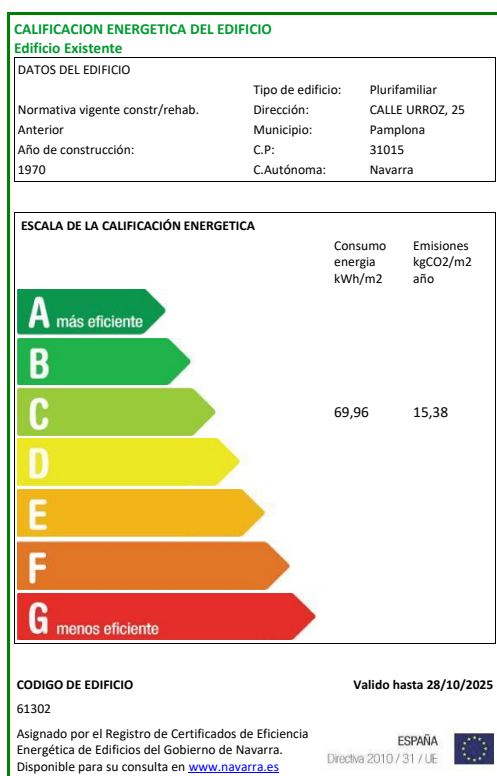 CALIFICACION ENERGETICA DEL EDIFICIO
Edificio Existente
DATOS DEL EDIFICIO
Tipo de edificio: Plurifamiliar
Normativa vigente constr/rehab. Dirección: CALLE URROZ, 25
Anterior Municipio: Pamplona
Año de construcción: C.P: 31015
1970 C.Autónoma: Navarra
ESCALA DE LA CALIFICACIÓN ENERGETICA
Consumo Emisiones
energia kgCO2/m2
kWh/m2 año
A más eficiente
B
C 69,96 15,38
D
E
F
G menos eficiente
CODIGO DE EDIFICIO Valido hasta 28/10/2025
61302
Asignado por el Registro de Certificados de Eficiencia
Energética de Edificios del Gobierno de Navarra.
Disponible para su consulta en www.navarra.es
ESPAÑA
Directiva 2010 / 31 / UE